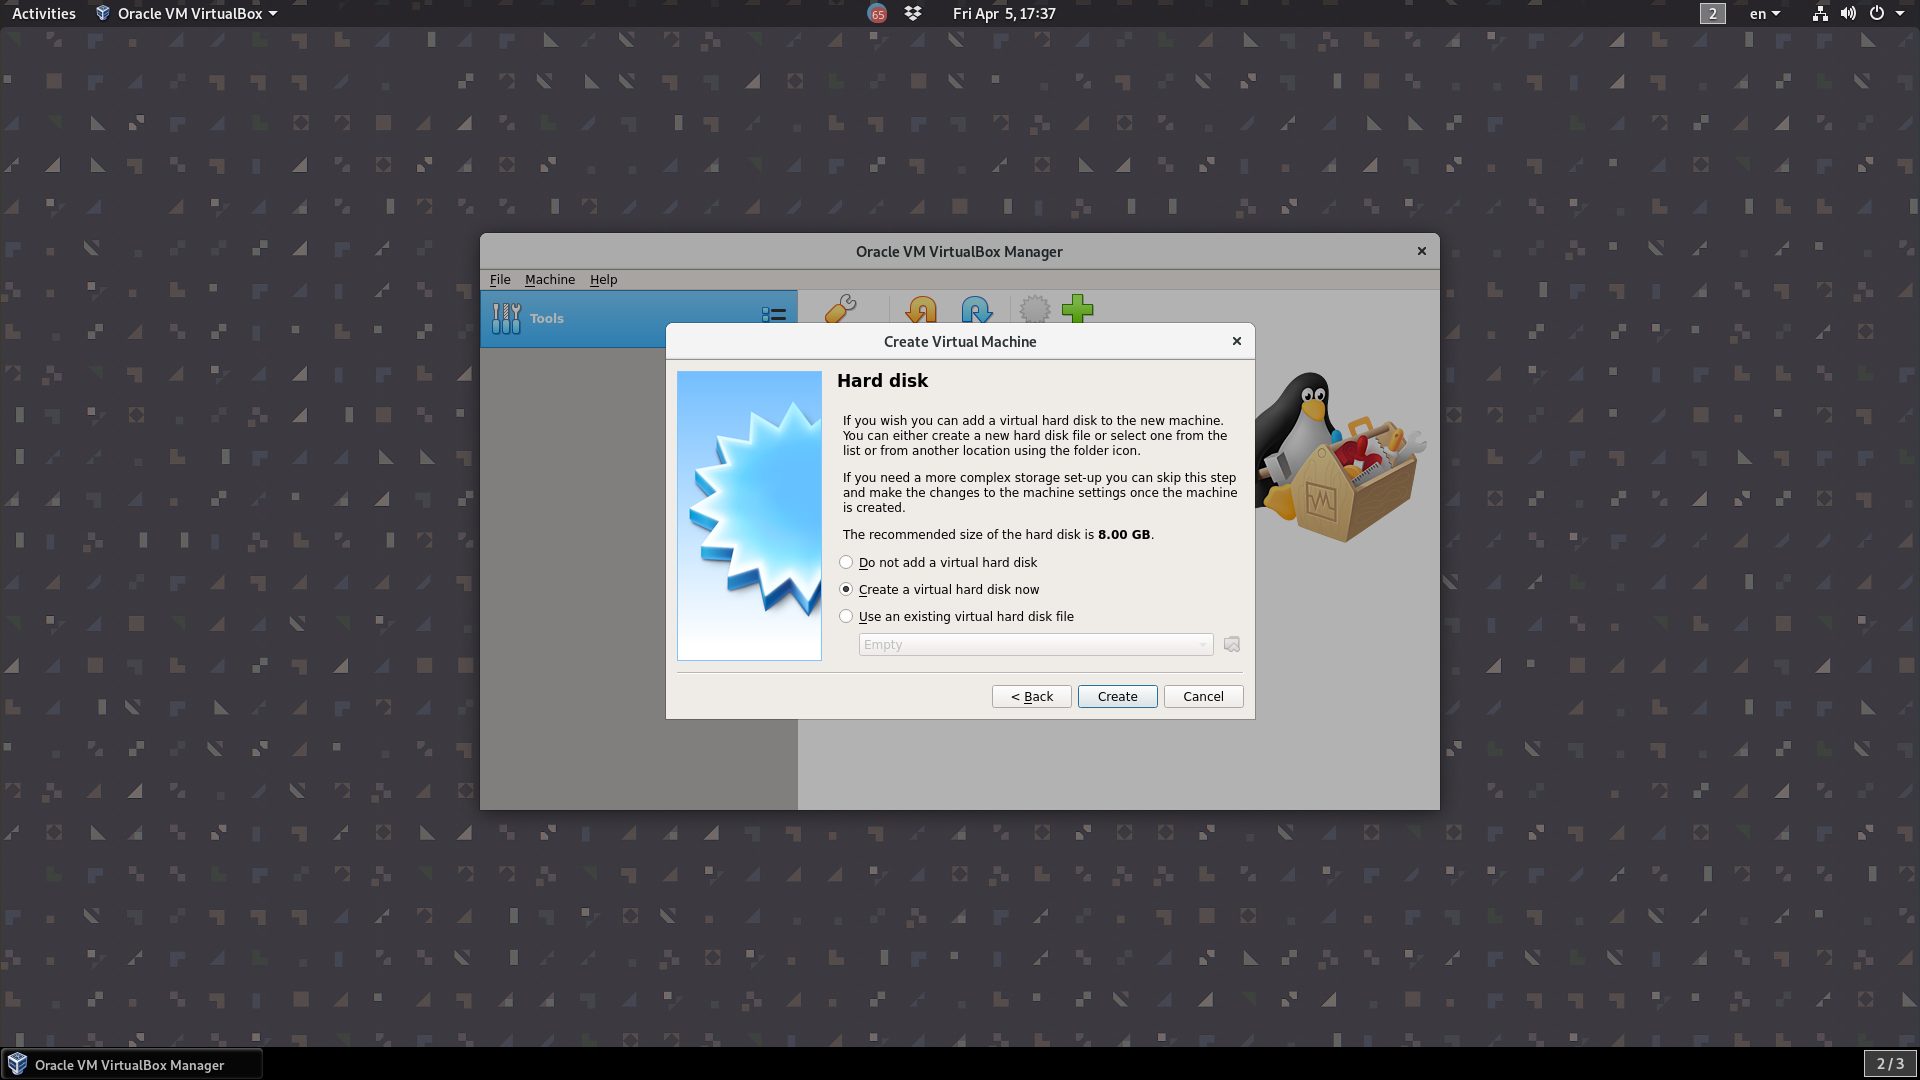 Activities
Oracle VM VirtualBox
65
Fri Apr 5, 17:37
2
en
Oracle VM VirtualBox Manager
File Machine Help
Tools
Create Virtual Machine
Hard disk
If you wish you can add a virtual hard disk to the new machine.
You can either create a new hard disk file or select one from the
list or from another location using the folder icon.
If you need a more complex storage set-up you can skip this step
and make the changes to the machine settings once the machine
is created.
The recommended size of the hard disk is 8.00 GB.
Do not add a virtual hard disk
Create a virtual hard disk now
Use an existing virtual hard disk file
Empty
< Back
Create
Cancel
Oracle VM VirtualBox Manager
2 / 3